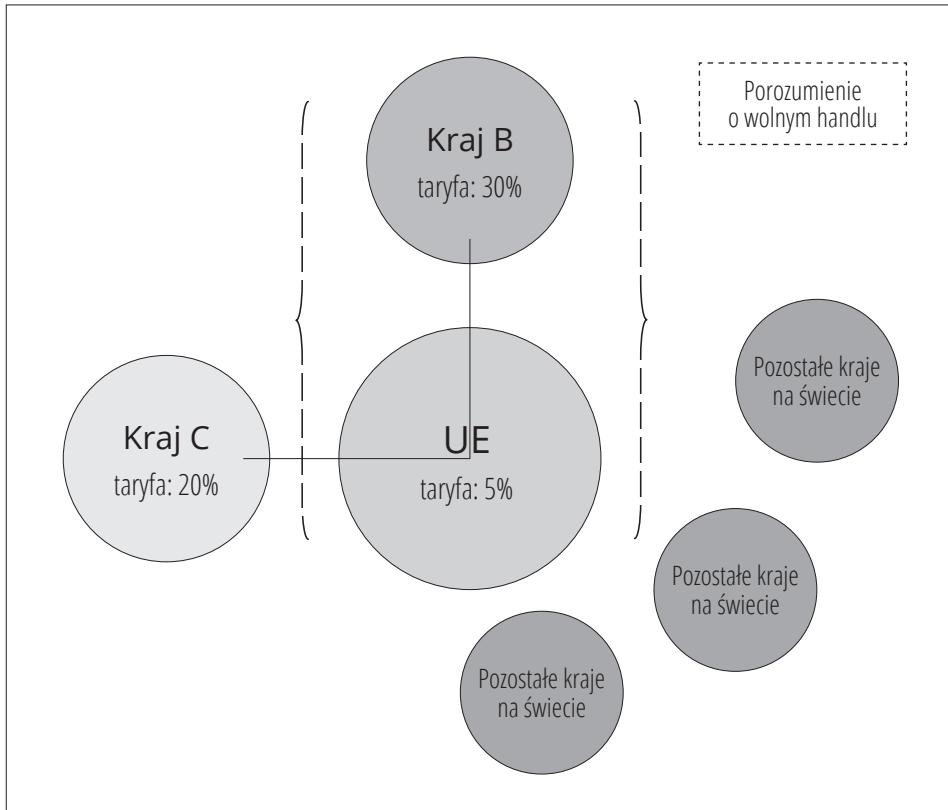 Porozumienie
o wolnym handlu
Kraj B
taryfa: 30%
Kraj C
taryfa: 20%
UE
taryfa: 5%
Pozostałe kraje
na świecie
Pozostałe kraje
na świecie
Pozostałe kraje
na świecie